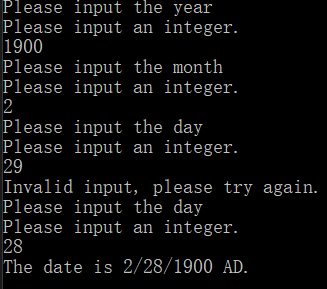 Please input the year
Please input an integer.
1900
Please input the month
Please input an integer.
2
Please input the day
Please input an integer.
29
Invalid input, please try again.
Please input the day
Please input an integer.
28
The date is 2/28/1900 AD.